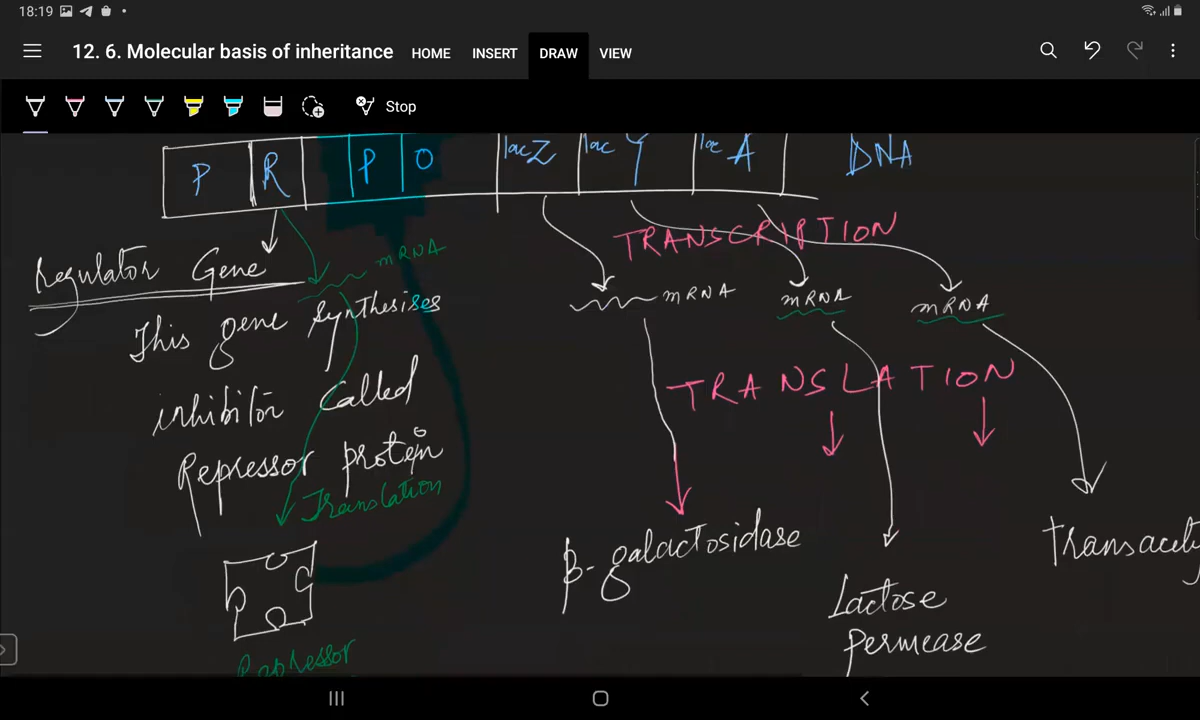 18:19
12. 6. Molecular basis of inheritance HOME INSERT DRAW VIEW
Stop
P R P O lac Z lac Y lac A DNA
TRANSCRIPTION
Regulator Gene mRNA
mRNA mRNA mRNA
This gene synthesises
TRANSLATION
inhibitor called
Repressor protein
Translation
β-galactosidase
Transacety
Lactose
permease
Repressor